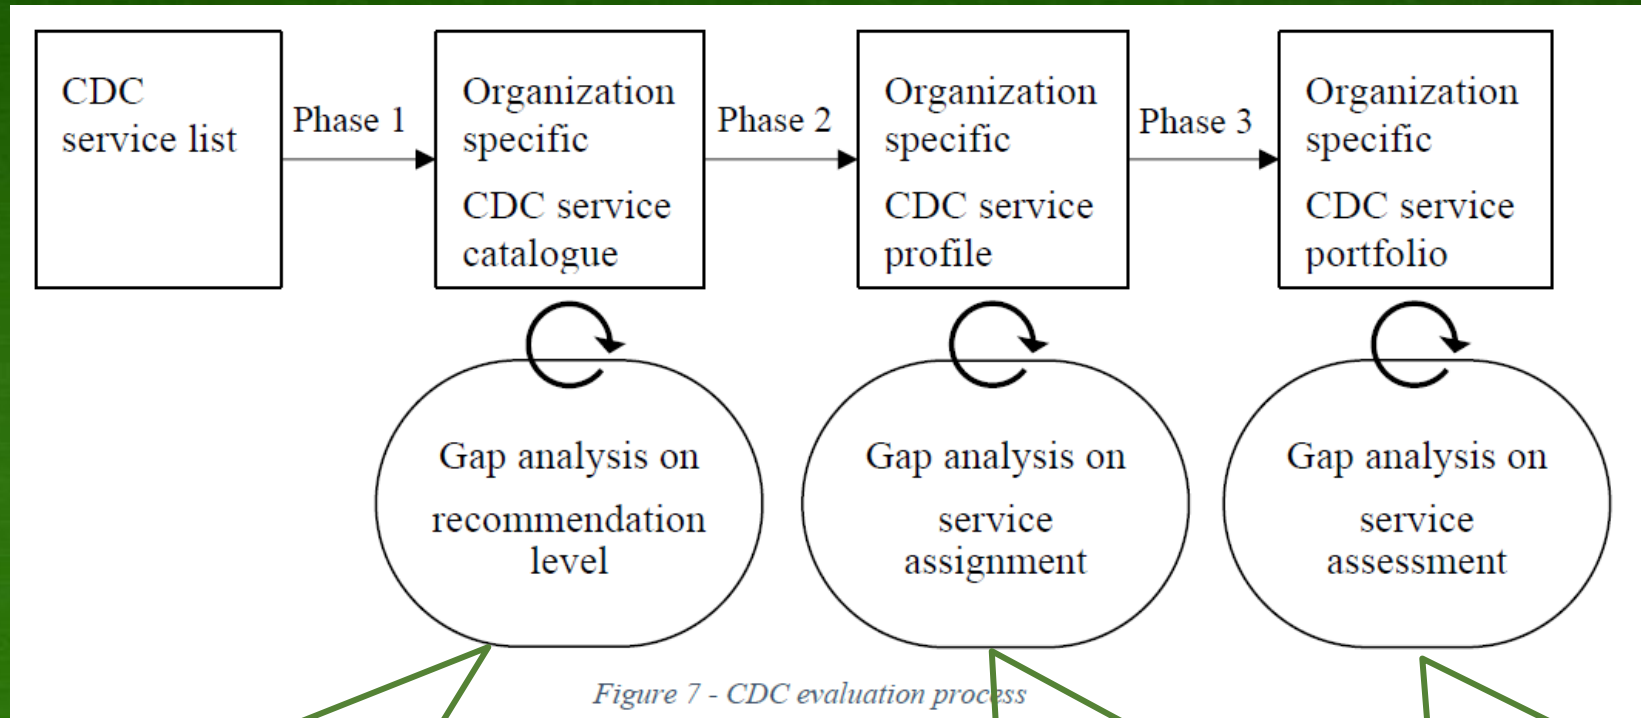 CDC
service list
Phase 1
Organization
specific
CDC service
catalogue
Phase 2
Organization
specific
CDC service
profile
Phase 3
Organization
specific
CDC service
portfolio
Gap analysis on
recommendation
level
Gap analysis on
service
assignment
Gap analysis on
service
assessment
Figure 7 - CDC evaluation process